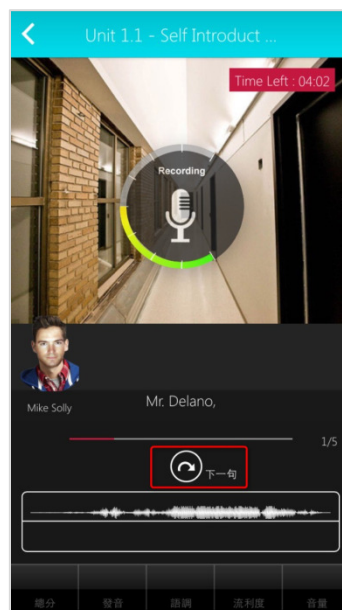 Unit 1.1 - Self Introduct ...
Time Left : 04:02
Recording
Mike Solly
Mr. Delano,
1/5
下一句
總分 發音 語調 流利度 音量